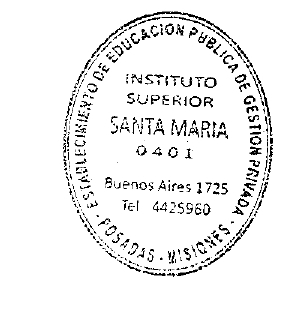 ESTABLECIMIENTO DE EDUCACION PUBLICA DE GESTION PRIVADA
INSTITUTO
SUPERIOR
SANTA MARIA
0401
Buenos Aires 1725
Tel 4425960
- POSADAS - MISIONES -